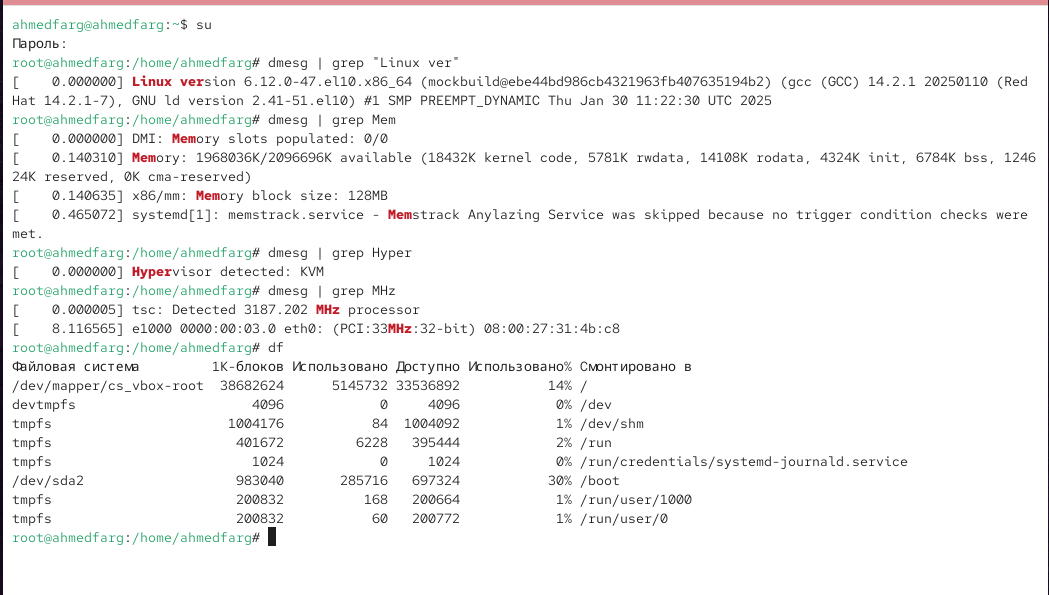 ahmedfarg@ahmedfarg:~$ su
Пароль:
root@ahmedfarg:/home/ahmedfarg# dmesg | grep "Linux ver"
[    0.000000] Linux version 6.12.0-47.el10.x86_64 (mockbuild@ebe44bd986cb4321963fb407635194b2) (gcc (GCC) 14.2.1 20250110 (Red
Hat 14.2.1-7), GNU ld version 2.41-51.el10) #1 SMP PREEMPT_DYNAMIC Thu Jan 30 11:22:30 UTC 2025
root@ahmedfarg:/home/ahmedfarg# dmesg | grep Mem
[    0.000000] DMI: Memory slots populated: 0/0
[    0.140310] Memory: 1968036K/2096696K available (18432K kernel code, 5781K rwdata, 14108K rodata, 4324K init, 6784K bss, 1246
24K reserved, 0K cma-reserved)
[    0.140635] x86/mm: Memory block size: 128MB
[    0.465072] systemd[1]: memstrack.service - Memstrack Anylazing Service was skipped because no trigger condition checks were
met.
root@ahmedfarg:/home/ahmedfarg# dmesg | grep Hyper
[    0.000000] Hypervisor detected: KVM
root@ahmedfarg:/home/ahmedfarg# dmesg | grep MHz
[    0.000005] tsc: Detected 3187.202 MHz processor
[    8.116565] e1000 0000:00:03.0 eth0: (PCI:33MHz:32-bit) 08:00:27:31:4b:c8
root@ahmedfarg:/home/ahmedfarg# df
Файловая система         1K-блоков Использовано Доступно Использовано% Cмонтировано в
/dev/mapper/cs_vbox-root  38682624      5145732 33536892           14% /
devtmpfs                      4096            0     4096            0% /dev
tmpfs                      1004176           84  1004092            1% /dev/shm
tmpfs                       401672         6228   395444            2% /run
tmpfs                         1024            0     1024            0% /run/credentials/systemd-journald.service
/dev/sda2                   983040       285716   697324           30% /boot
tmpfs                       200832          168   200664            1% /run/user/1000
tmpfs                       200832           60   200772            1% /run/user/0
root@ahmedfarg:/home/ahmedfarg#